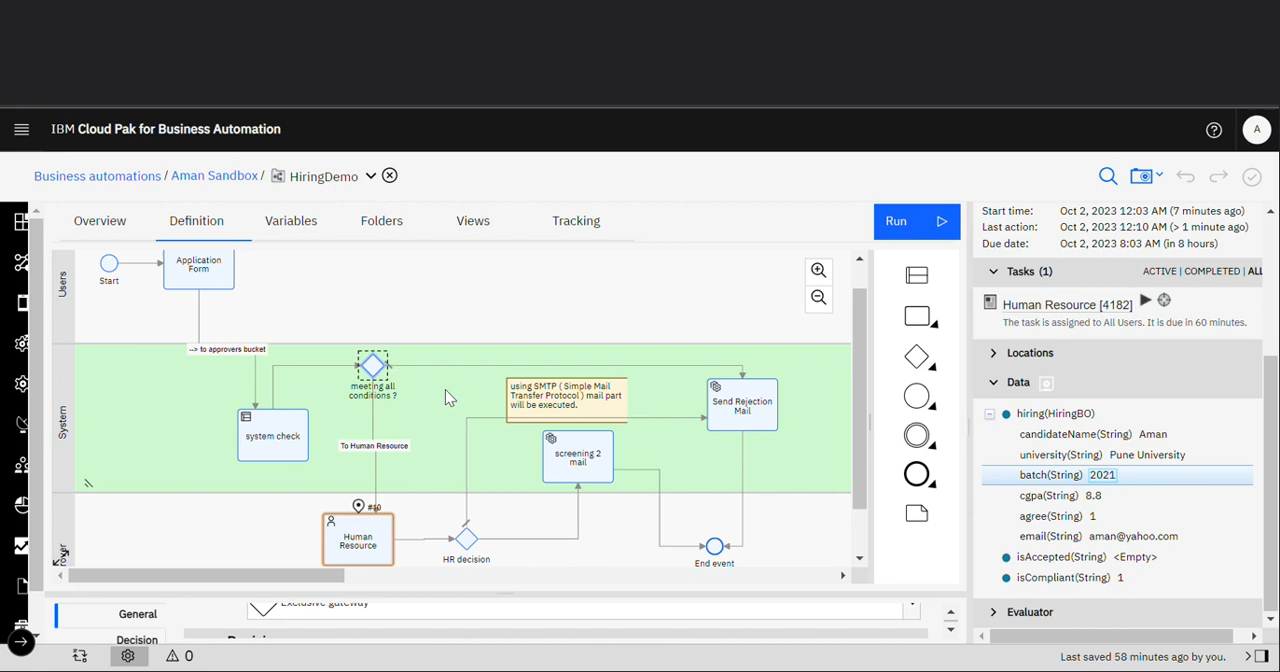 IBM Cloud Pak for Business Automation
A
Business automations / Aman Sandbox / HiringDemo
Overview
Definition
Variables
Folders
Views
Tracking
Run
Users
Start
Application
Form
--> to approvers bucket
System
system check
meeting all
conditions ?
To Human Resource
using SMTP ( Simple Mail
Transfer Protocol ) mail part
will be executed.
screening 2
mail
Send Rejection
Mail
Human
Resource
HR decision
End event
General
Exclusive gateway
Decision
0
Start time: Oct 2, 2023 12:03 AM (7 minutes ago)
Last action: Oct 2, 2023 12:10 AM (> 1 minute ago)
Due date: Oct 2, 2023 8:03 AM (in 8 hours)
Tasks (1) ACTIVE | COMPLETED | ALL
Human Resource [4182]
The task is assigned to All Users. It is due in 60 minutes.
Locations
Data
hiring(HiringBO)
candidateName(String) Aman
university(String) Pune University
batch(String) 2021
cgpa(String) 8.8
agree(String) 1
email(String) aman@yahoo.com
isAccepted(String) <Empty>
isCompliant(String) 1
Evaluator
Last saved 58 minutes ago by you.